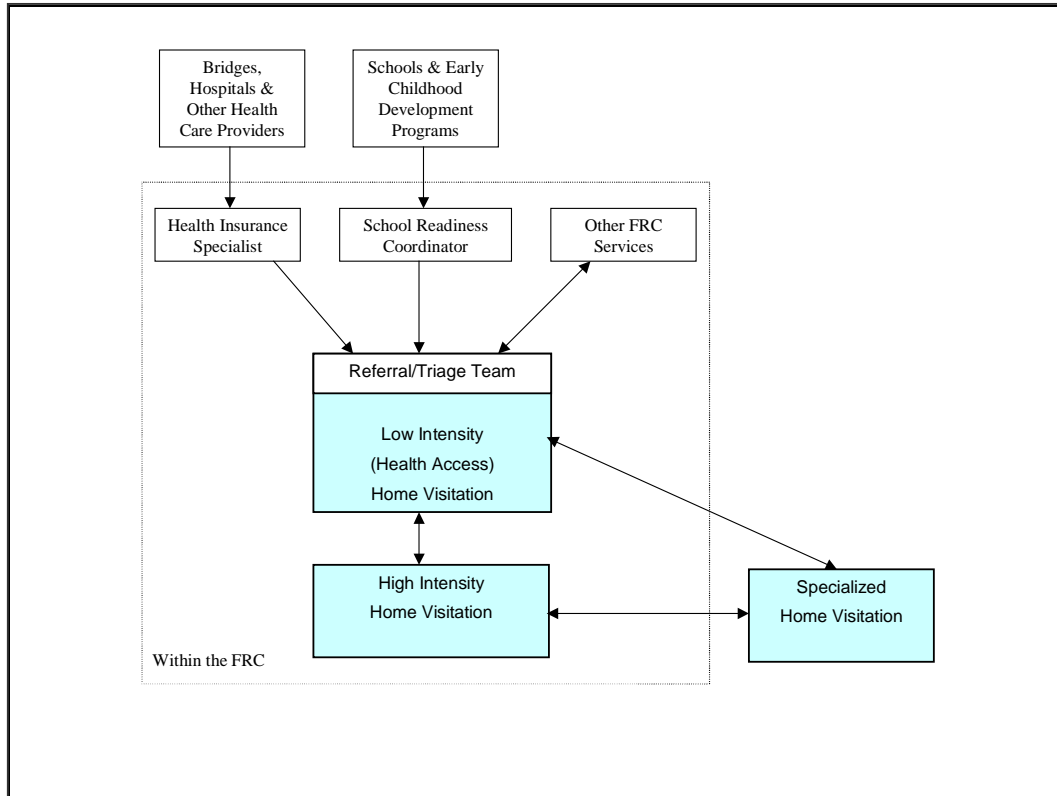 Bridges,
Hospitals &
Other Health
Care Providers
Schools & Early
Childhood
Development
Programs
Health Insurance
Specialist
School Readiness
Coordinator
Other FRC
Services
Referral/Triage Team
Low Intensity
(Health Access)
Home Visitation
High Intensity
Home Visitation
Specialized
Home Visitation
Within the FRC